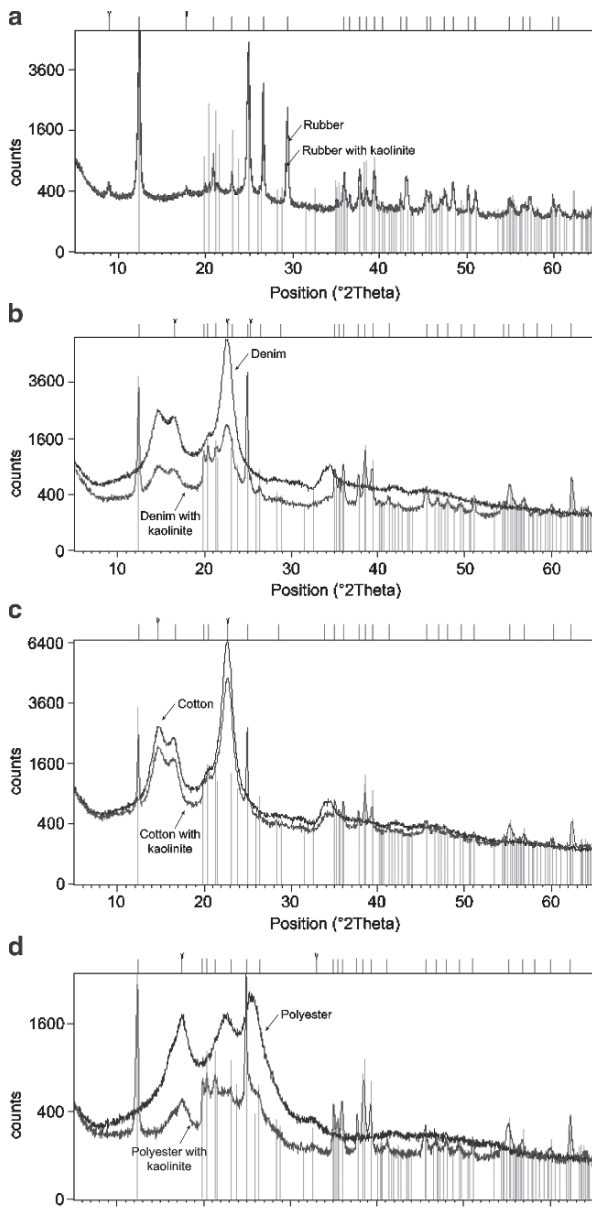 a
counts
3600
1600
400
0
Rubber
Rubber with kaolinite
10 20 30 40 50 60
Position (°2Theta)
b
counts
3600
1600
400
0
Denim
Denim with
kaolinite
10 20 30 40 50 60
Position (°2Theta)
c
counts
6400
3600
1600
400
0
Cotton
Cotton with
kaolinite
10 20 30 40 50 60
Position (°2Theta)
d
counts
1600
400
0
Polyester
Polyester with
kaolinite